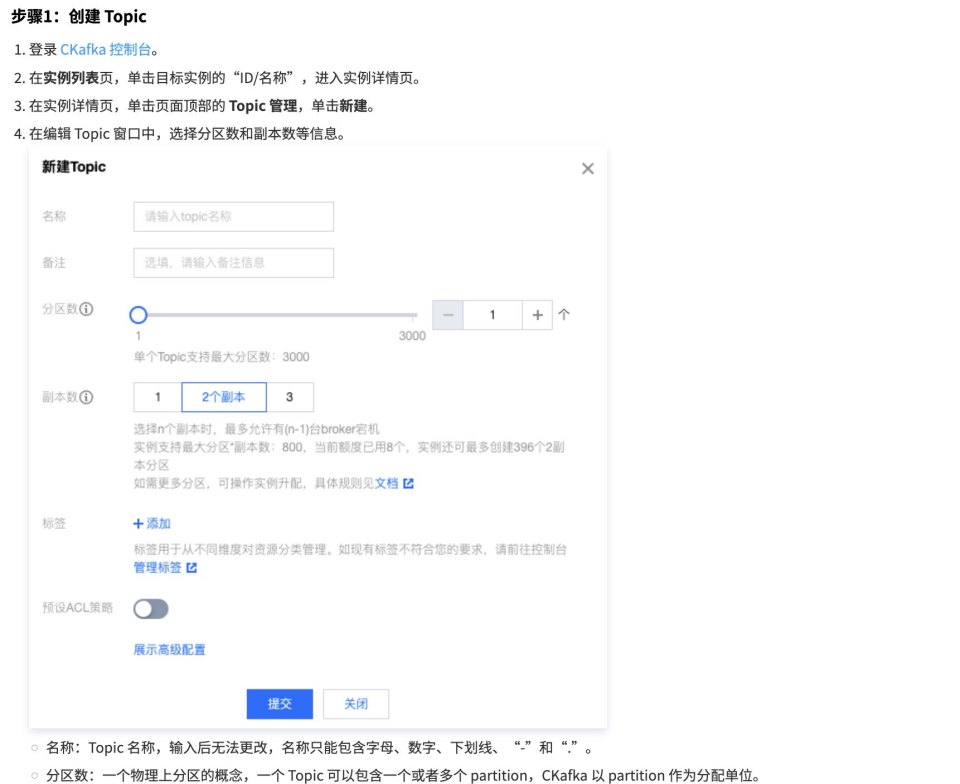 步骤1：创建 Topic
1. 登录 CKafka 控制台。
2. 在实例列表页，单击目标实例的“ID/名称”，进入实例详情页。
3. 在实例详情页，单击页面顶部的 Topic 管理，单击新建。
4. 在编辑 Topic 窗口中，选择分区数和副本数等信息。
新建Topic
名称 请输入topic名称
备注 选填，请输入备注信息
分区数 1 个
1 3000
单个Topic支持最大分区数：3000
副本数 1 2个副本 3
选择n个副本时，最多允许有(n-1)台broker宕机
实例支持最大分区*副本数：800，当前额度已用8个，实例还可最多创建396个2副
本分区
如需更多分区，可操作实例升配，具体规则见文档
标签 添加
标签用于从不同维度对资源分类管理。如现有标签不符合您的要求，请前往控制台
管理标签
预设ACL策略
展示高级配置
提交 关闭
名称：Topic 名称，输入后无法更改，名称只能包含字母、数字、下划线、“-”和“.”。
分区数：一个物理上分区的概念，一个 Topic 可以包含一个或者多个 partition，CKafka 以 partition 作为分配单位。